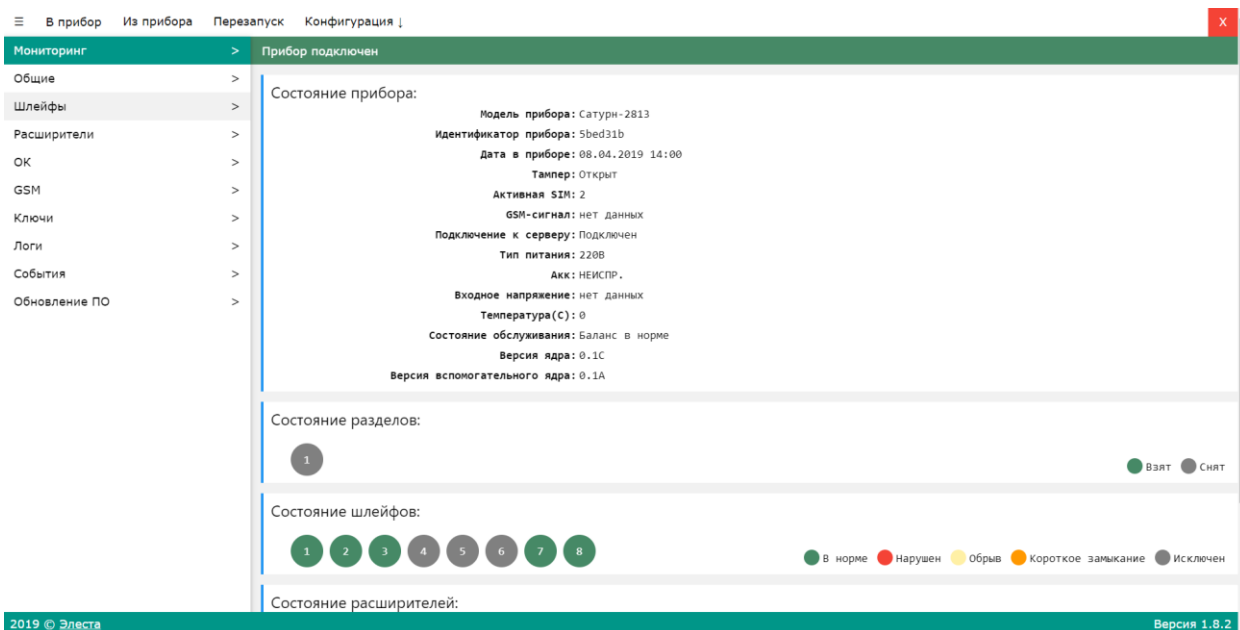 ☰ В прибор Из прибора Перезапуск Конфигурация ↓ X
Мониторинг >
Общие >
Шлейфы >
Расширители >
ОК >
GSM >
Ключи >
Логи >
События >
Обновление ПО >
Прибор подключен
Состояние прибора:
Модель прибора: Сатурн-2813
Идентификатор прибора: 5bed31b
Дата в приборе: 08.04.2019 14:00
Тампер: Открыт
Активная SIM: 2
GSM-сигнал: нет данных
Подключение к серверу: Подключен
Тип питания: 220В
Акк: НЕИСПР.
Входное напряжение: нет данных
Температура(С): 0
Состояние обслуживания: Баланс в норме
Версия ядра: 0.1C
Версия вспомогательного ядра: 0.1A
Состояние разделов:
1 Взят Снят
Состояние шлейфов:
1 2 3 4 5 6 7 8 В норме Нарушен Обрыв Короткое замыкание Исключен
Состояние расширителей:
2019 © Элеста Версия 1.8.2